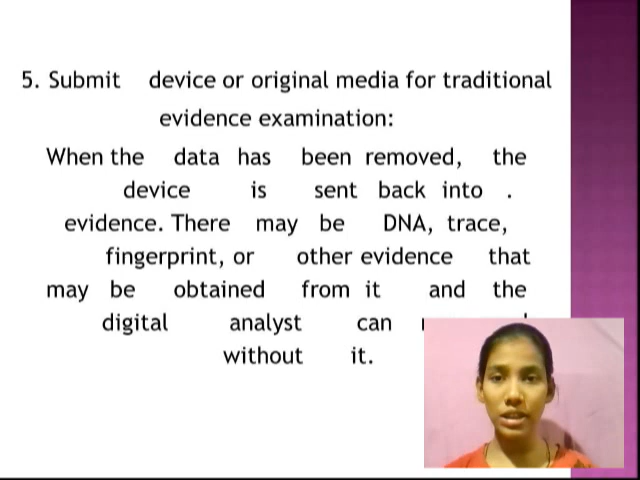 5. Submit device or original media for traditional
evidence examination:
When the data has been removed, the
device is sent back into .
evidence. There may be DNA, trace,
fingerprint, or other evidence that
may be obtained from it and the
digital analyst can
without it.